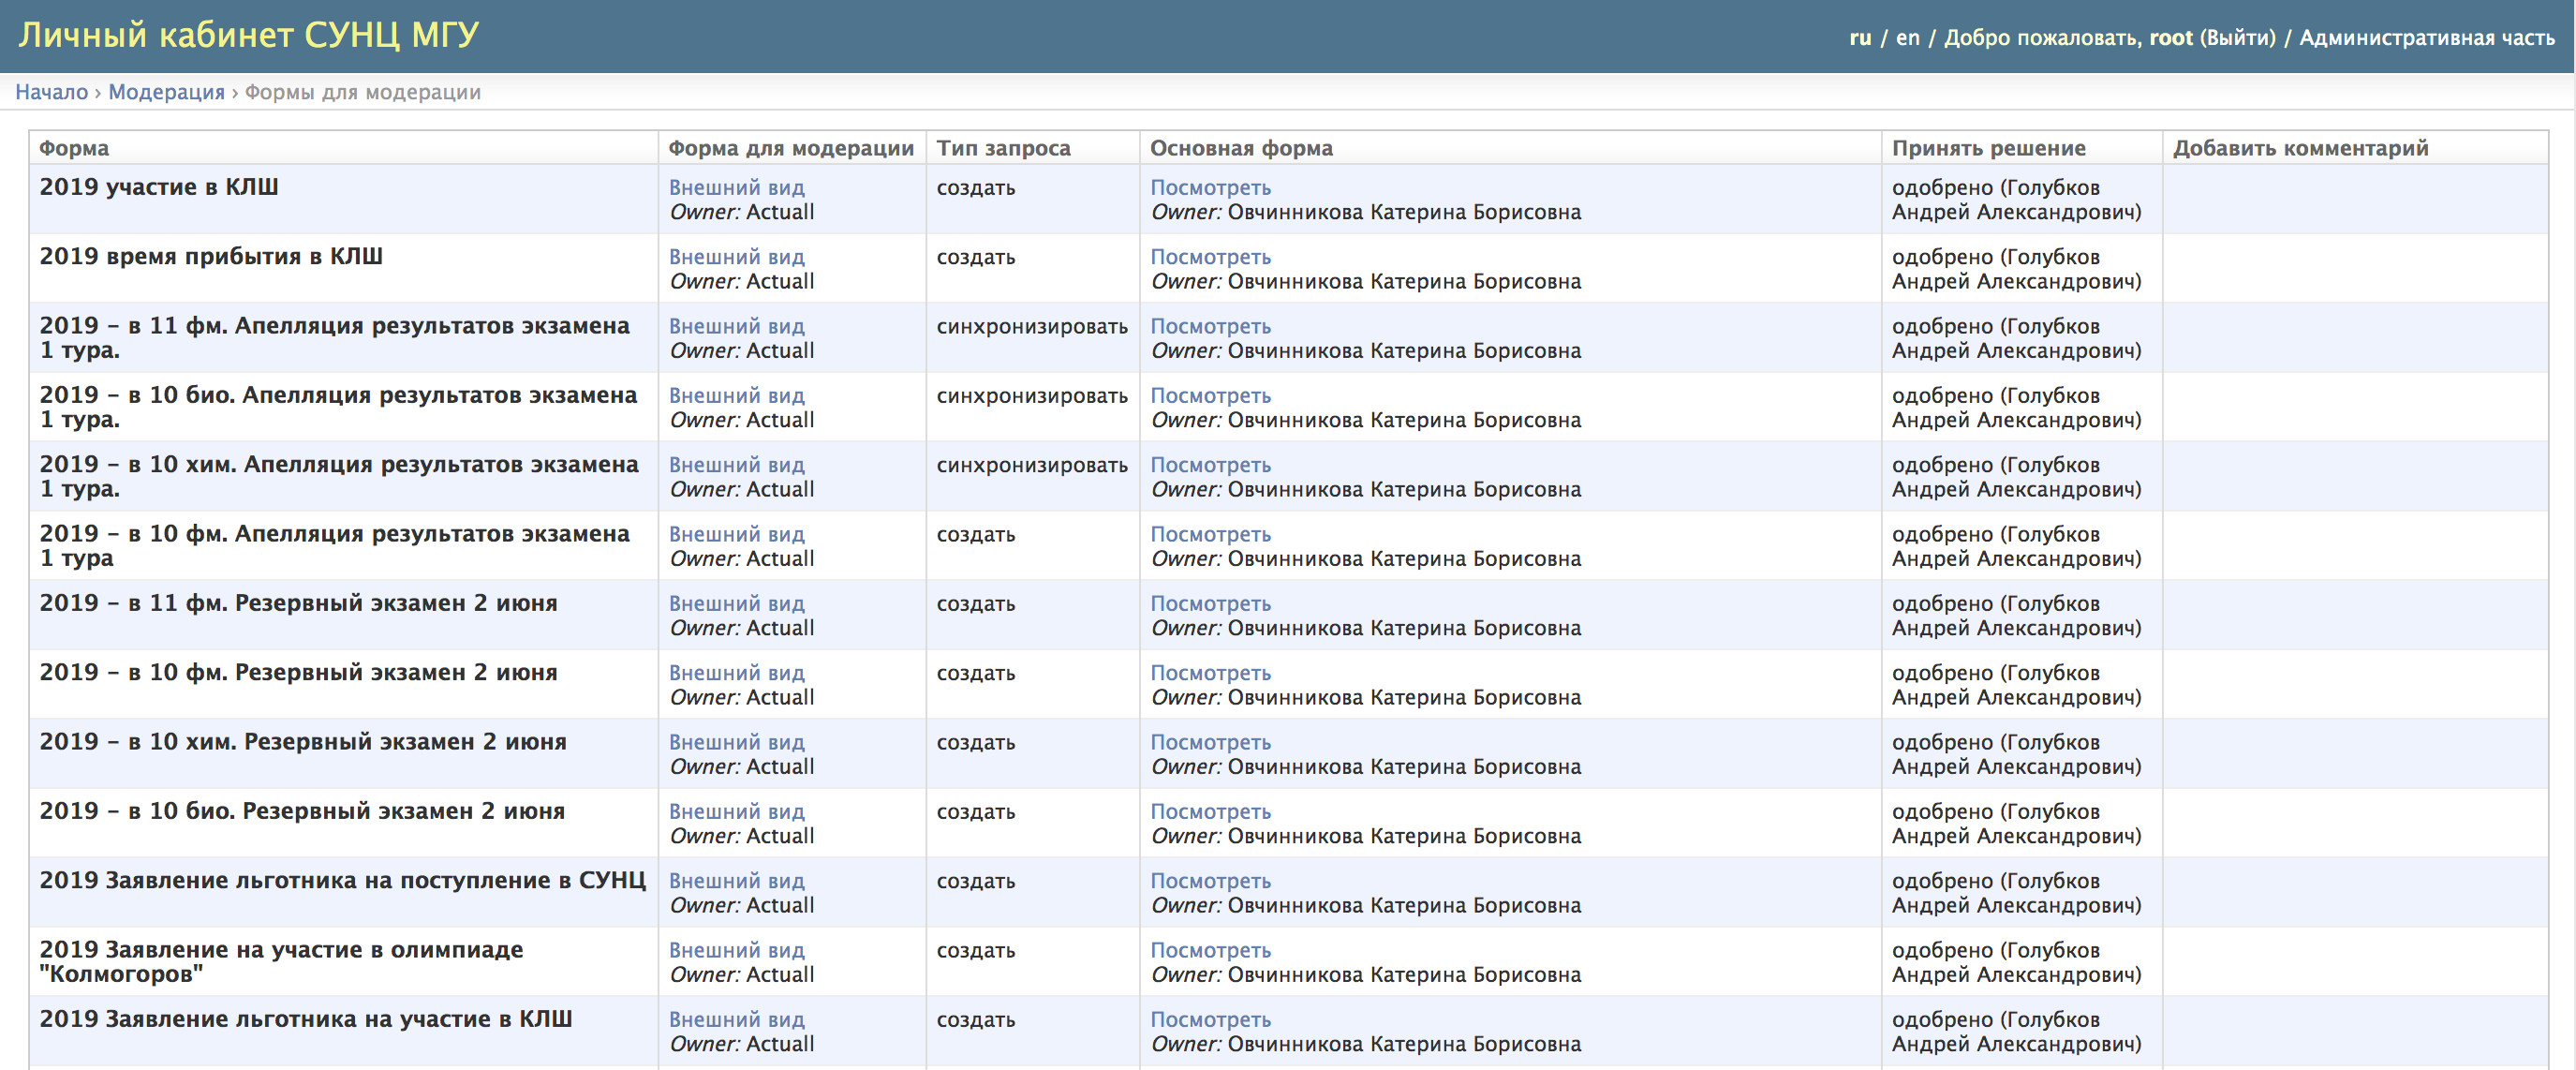 Личный кабинет СУНЦ МГУ
ru / en / Добро пожаловать, root (Выйти) / Административная часть
Начало › Модерация › Формы для модерации
Форма Форма для модерации Тип запроса Основная форма Принять решение Добавить комментарий
2019 участие в КЛШ Внешний вид создать Посмотреть одобрено (Голубков
Owner: Actuall Owner: Овчинникова Катерина Борисовна Андрей Александрович)
2019 время прибытия в КЛШ Внешний вид создать Посмотреть одобрено (Голубков
Owner: Actuall Owner: Овчинникова Катерина Борисовна Андрей Александрович)
2019 – в 11 фм. Апелляция результатов экзамена Внешний вид синхронизировать Посмотреть одобрено (Голубков
1 тура. Owner: Actuall Owner: Овчинникова Катерина Борисовна Андрей Александрович)
2019 – в 10 био. Апелляция результатов экзамена Внешний вид синхронизировать Посмотреть одобрено (Голубков
1 тура. Owner: Actuall Owner: Овчинникова Катерина Борисовна Андрей Александрович)
2019 – в 10 хим. Апелляция результатов экзамена Внешний вид синхронизировать Посмотреть одобрено (Голубков
1 тура. Owner: Actuall Owner: Овчинникова Катерина Борисовна Андрей Александрович)
2019 – в 10 фм. Апелляция результатов экзамена Внешний вид создать Посмотреть одобрено (Голубков
1 тура Owner: Actuall Owner: Овчинникова Катерина Борисовна Андрей Александрович)
2019 – в 11 фм. Резервный экзамен 2 июня Внешний вид создать Посмотреть одобрено (Голубков
Owner: Actuall Owner: Овчинникова Катерина Борисовна Андрей Александрович)
2019 – в 10 фм. Резервный экзамен 2 июня Внешний вид создать Посмотреть одобрено (Голубков
Owner: Actuall Owner: Овчинникова Катерина Борисовна Андрей Александрович)
2019 – в 10 хим. Резервный экзамен 2 июня Внешний вид создать Посмотреть одобрено (Голубков
Owner: Actuall Owner: Овчинникова Катерина Борисовна Андрей Александрович)
2019 – в 10 био. Резервный экзамен 2 июня Внешний вид создать Посмотреть одобрено (Голубков
Owner: Actuall Owner: Овчинникова Катерина Борисовна Андрей Александрович)
2019 Заявление льготника на поступление в СУНЦ Внешний вид создать Посмотреть одобрено (Голубков
Owner: Actuall Owner: Овчинникова Катерина Борисовна Андрей Александрович)
2019 Заявление на участие в олимпиаде Внешний вид создать Посмотреть одобрено (Голубков
"Колмогоров" Owner: Actuall Owner: Овчинникова Катерина Борисовна Андрей Александрович)
2019 Заявление льготника на участие в КЛШ Внешний вид создать Посмотреть одобрено (Голубков
Owner: Actuall Owner: Овчинникова Катерина Борисовна Андрей Александрович)